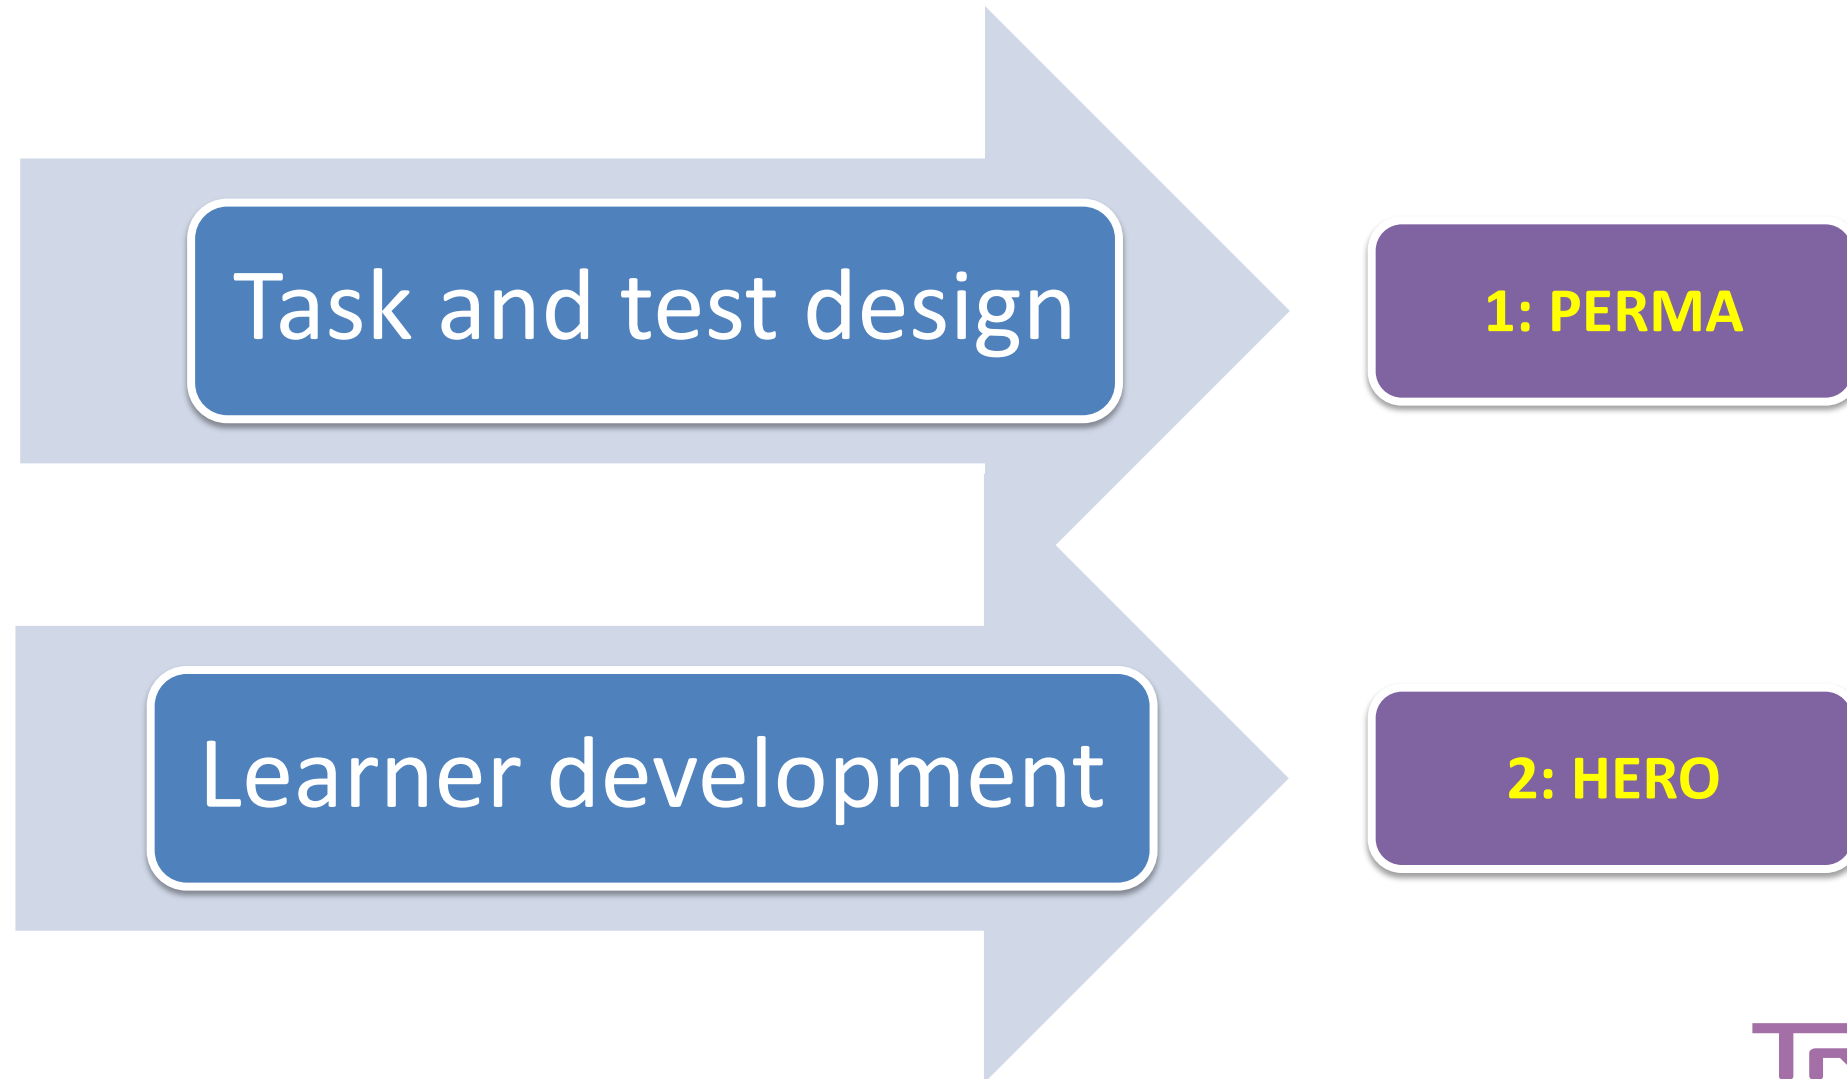 Task and test design
1: PERMA
Learner development
2: HERO